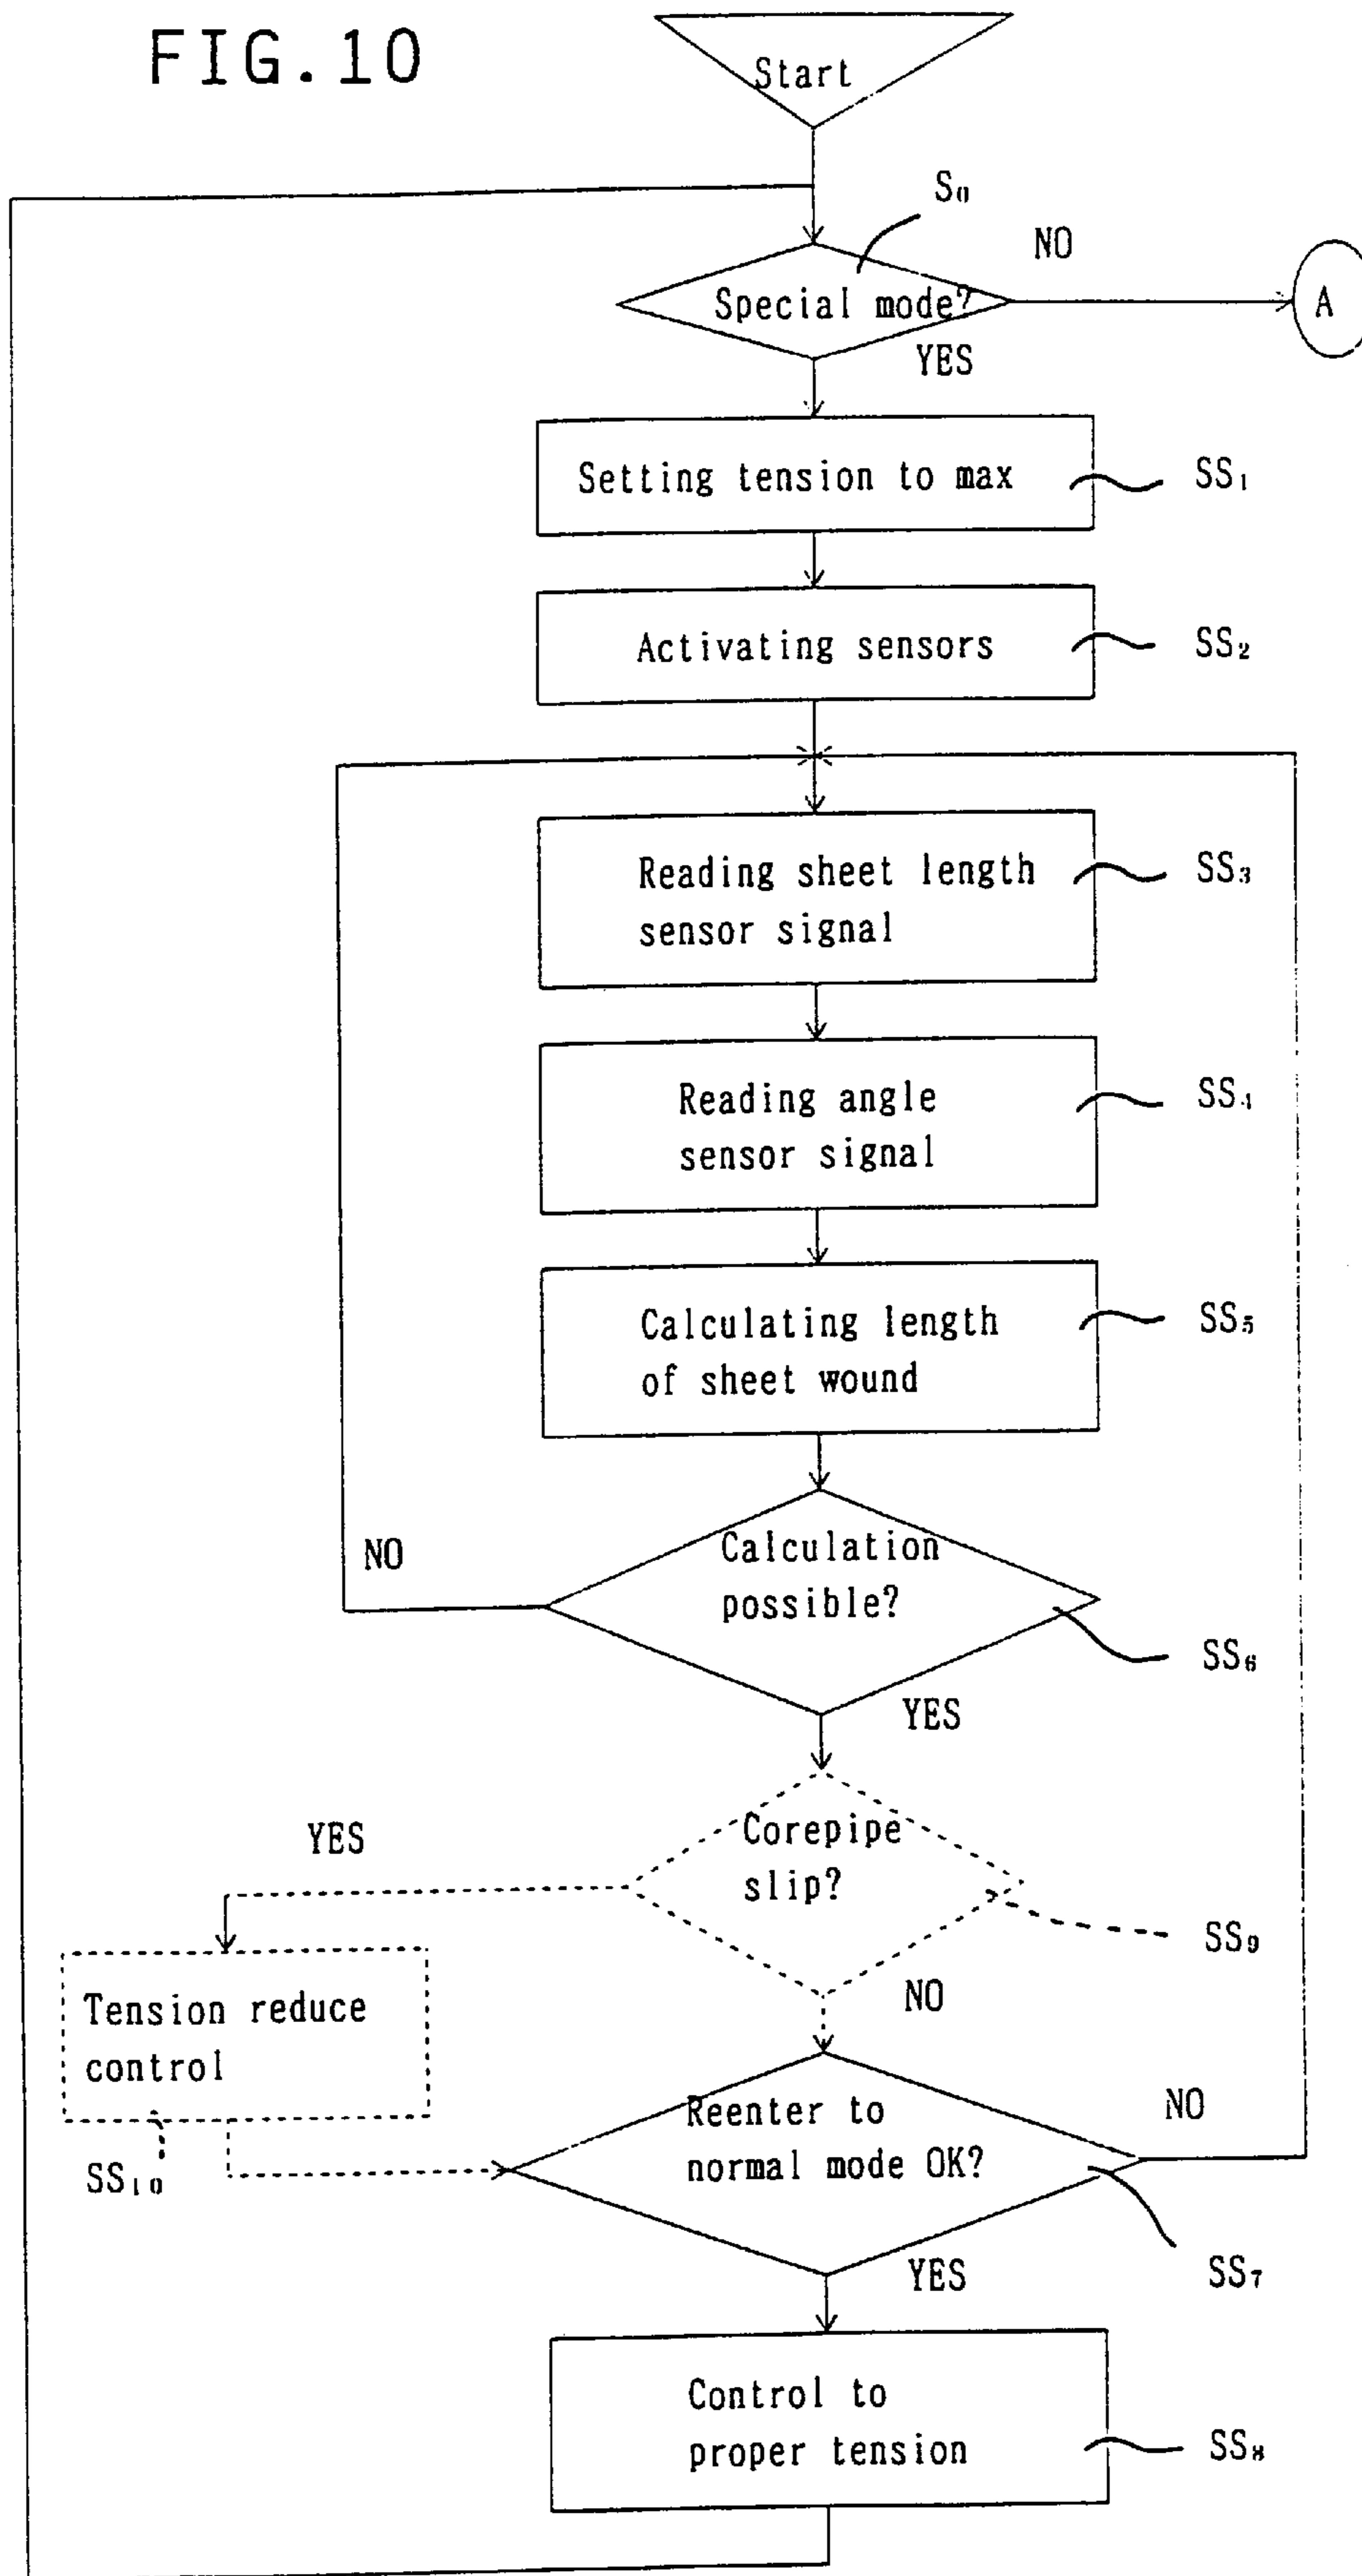 FIG.10
Start
S₀
NO
Special mode?
A
YES
Setting tension to max
SS₁
Activating sensors
SS₂
Reading sheet length
sensor signal
SS₃
Reading angle
sensor signal
SS₄
Calculating length
of sheet wound
SS₅
Calculation
possible?
NO
SS₆
YES
Corepipe
slip?
YES
SS₉
NO
Tension reduce
control
SS₁₀
Reenter to
normal mode OK?
NO
SS₇
YES
Control to
proper tension
SS₈